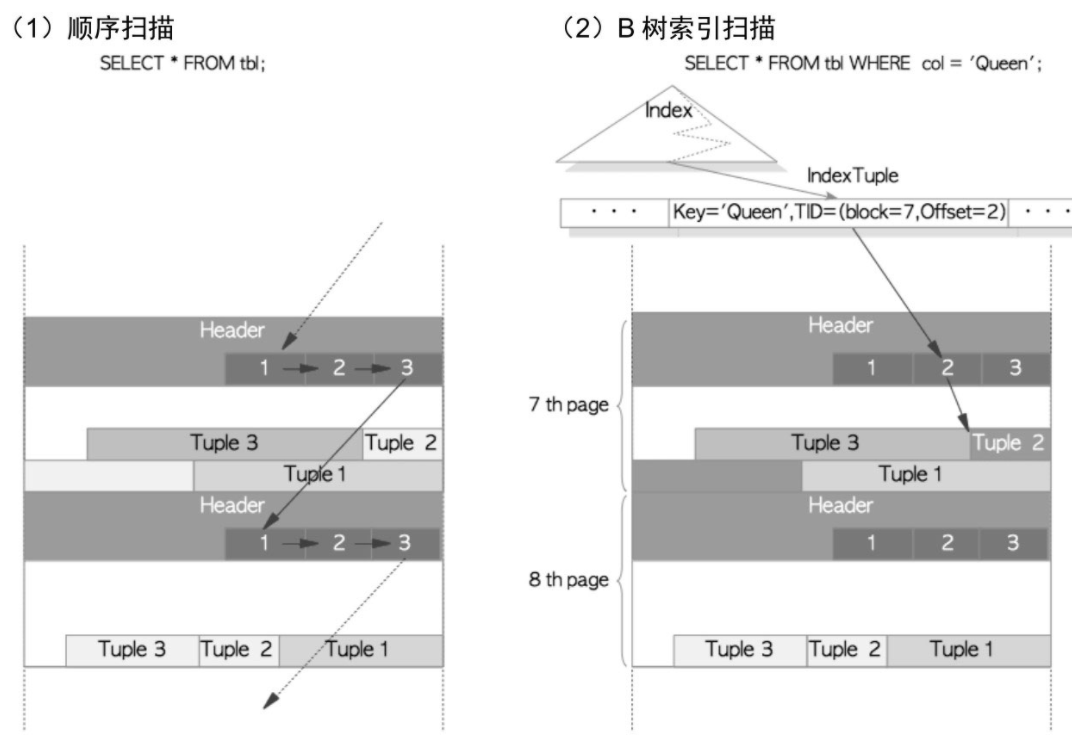 （1）顺序扫描
SELECT * FROM tbl;
Header
1 2 3
Tuple 3 Tuple 2
Tuple 1
Header
1 2 3
Tuple 3 Tuple 2 Tuple 1
（2）B 树索引扫描
SELECT * FROM tbl WHERE col = 'Queen';
Index
IndexTuple
· · · Key='Queen',TID=(block=7,Offset=2) · · ·
Header
1 2 3
7 th page
Tuple 3 Tuple 2
Tuple 1
Header
1 2 3
8 th page
Tuple 3 Tuple 2 Tuple 1